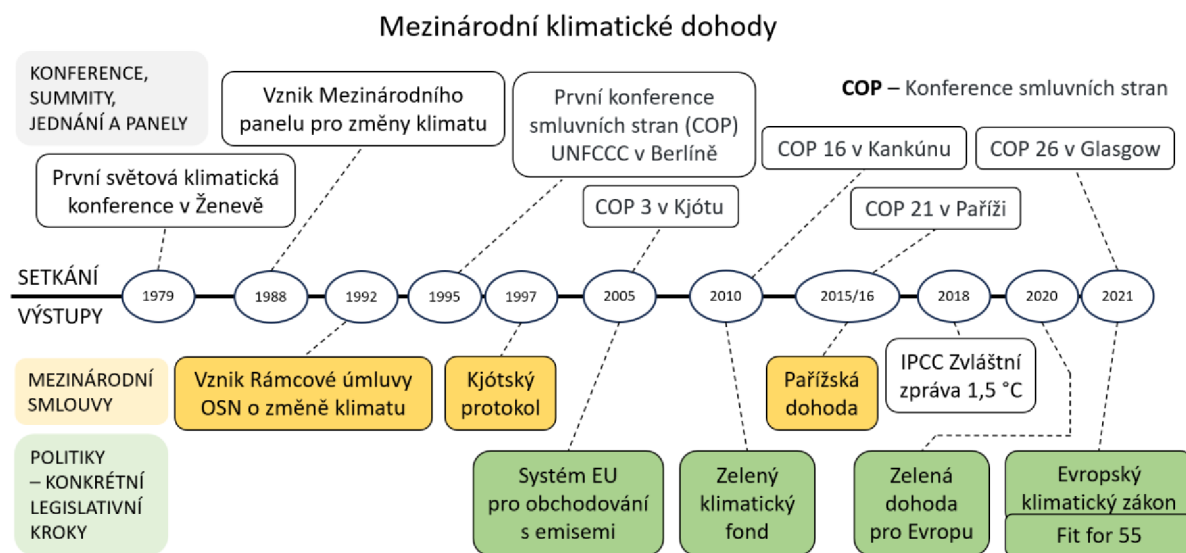 Mezinárodní klimatické dohody
KONFERENCE,
SUMMITY,
JEDNÁNÍ A PANELY
Vznik Mezinárodního
panelu pro změny klimatu
První konference
smluvních stran (COP)
UNFCCC v Berlíně
COP – Konference smluvních stran
První světová klimatická
konference v Ženevě
COP 3 v Kjótu
COP 16 v Kankúnu
COP 21 v Paříži
COP 26 v Glasgow
SETKÁNÍ
VÝSTUPY
1979
1988
1992
1995
1997
2005
2010
2015/16
2018
2020
2021
MEZINÁRODNÍ
SMLOUVY
Vznik Rámcové úmluvy
OSN o změně klimatu
Kjótský
protokol
Pařížská
dohoda
IPCC Zvláštní
zpráva 1,5 °C
POLITIKY
– KONKRÉTNÍ
LEGISLATIVNÍ
KROKY
Systém EU
pro obchodování
s emisemi
Zelený
klimatický
fond
Zelená
dohoda
pro Evropu
Evropský
klimatický zákon
Fit for 55